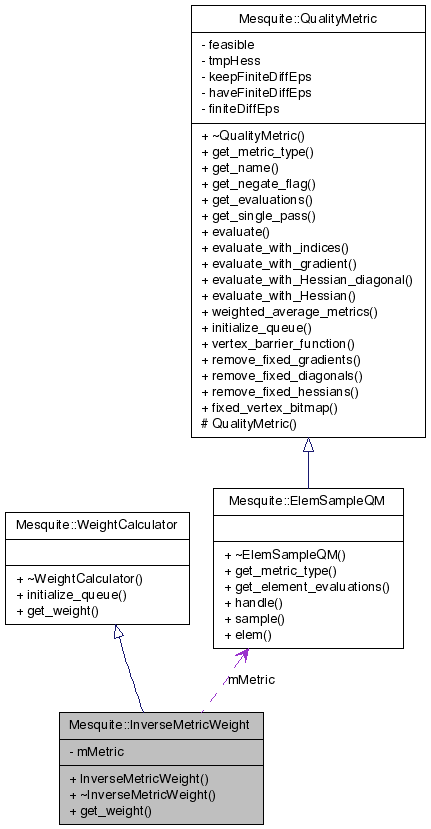 Mesquite::QualityMetric
- feasible
- tmpHess
- keepFiniteDiffEps
- haveFiniteDiffEps
- finiteDiffEps
+ ~QualityMetric()
+ get_metric_type()
+ get_name()
+ get_negate_flag()
+ get_evaluations()
+ get_single_pass()
+ evaluate()
+ evaluate_with_indices()
+ evaluate_with_gradient()
+ evaluate_with_Hessian_diagonal()
+ evaluate_with_Hessian()
+ weighted_average_metrics()
+ initialize_queue()
+ vertex_barrier_function()
+ remove_fixed_gradients()
+ remove_fixed_diagonals()
+ remove_fixed_hessians()
+ fixed_vertex_bitmap()
# QualityMetric()
Mesquite::ElemSampleQM
+ ~ElemSampleQM()
+ get_metric_type()
+ get_element_evaluations()
+ handle()
+ sample()
+ elem()
Mesquite::WeightCalculator
+ ~WeightCalculator()
+ initialize_queue()
+ get_weight()
mMetric
Mesquite::InverseMetricWeight
- mMetric
+ InverseMetricWeight()
+ ~InverseMetricWeight()
+ get_weight()